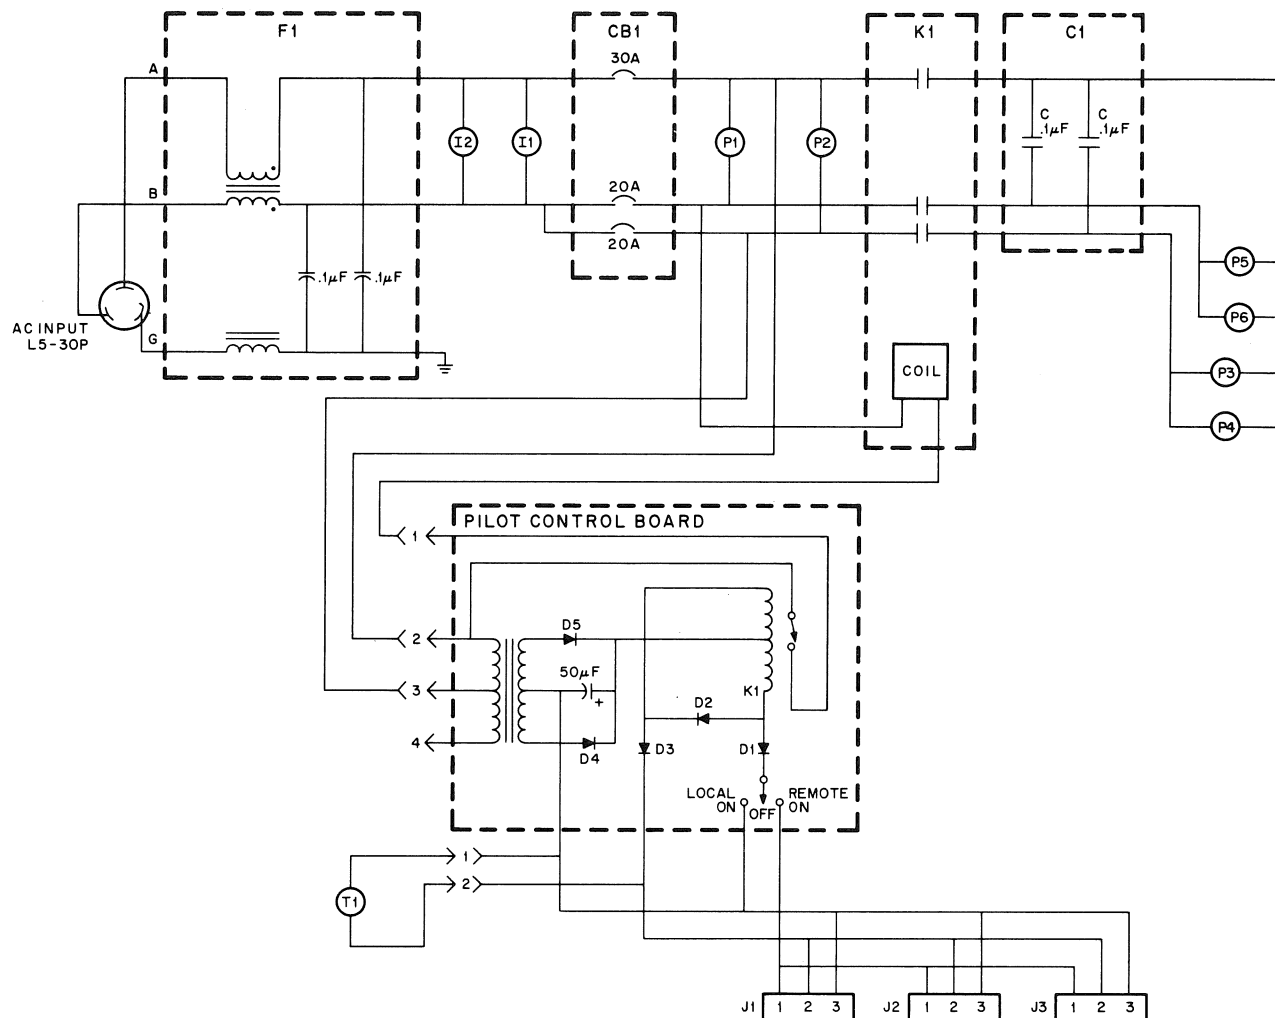 F1
CB1
K1
C1
30A
A
C
.1µF
C
.1µF
I2
I1
P1
P2
B
20A
20A
.1µF
.1µF
P5
P6
P3
P4
AC INPUT
L5-30P
G
COIL
PILOT CONTROL BOARD
1
2
3
4
D5
50µF
+
D4
K1
D2
D3
D1
LOCAL
ON
OFF
REMOTE
ON
1
2
T1
J1 1 2 3
J2 1 2 3
J3 1 2 3